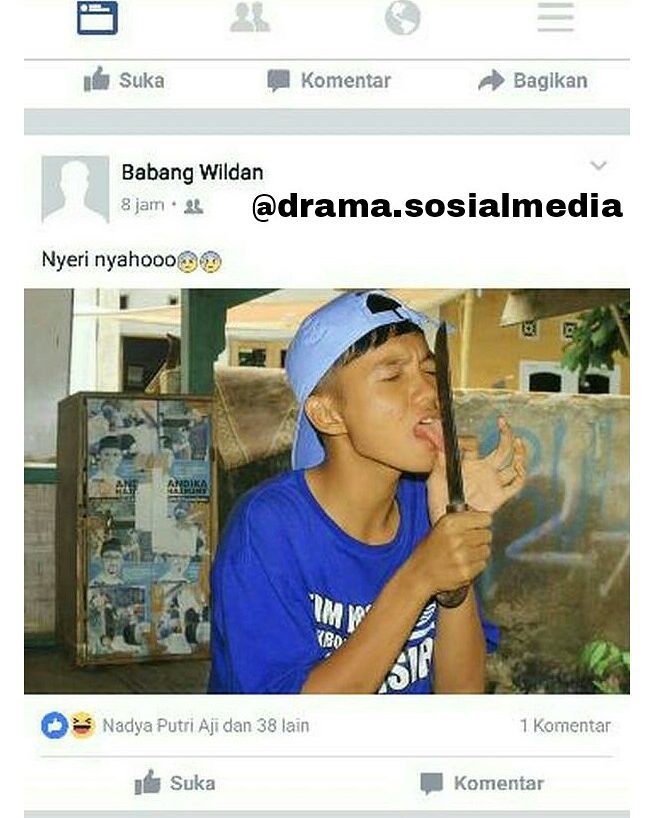 Suka
Komentar
Bagikan
Babang Wildan
8 jam
@drama.sosialmedia
Nyeri nyahooo😰😰
ANDIKA
HAZRUMY
Nadya Putri Aji dan 38 lain
1 Komentar
Suka
Komentar